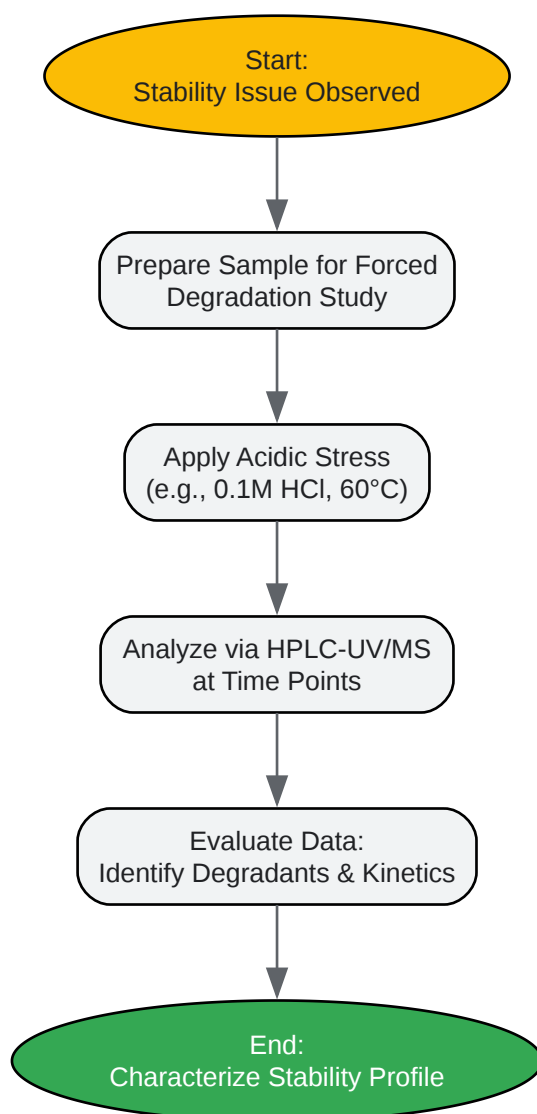 Start:
Stability Issue Observed
Prepare Sample for Forced
Degradation Study
Apply Acidic Stress
(e.g., 0.1M HCl, 60°C)
Analyze via HPLC-UV/MS
at Time Points
Evaluate Data:
Identify Degradants & Kinetics
End:
Characterize Stability Profile